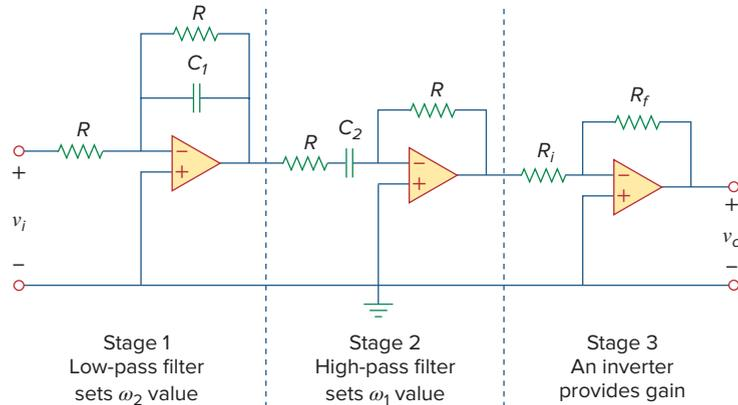 R
C1
R
R
C2
R
Ri
Rf
+
−
vi
−
+
−
+
−
+
+
−
vo
Stage 1
Low-pass filter
sets ω2 value
Stage 2
High-pass filter
sets ω1 value
Stage 3
An inverter
provides gain